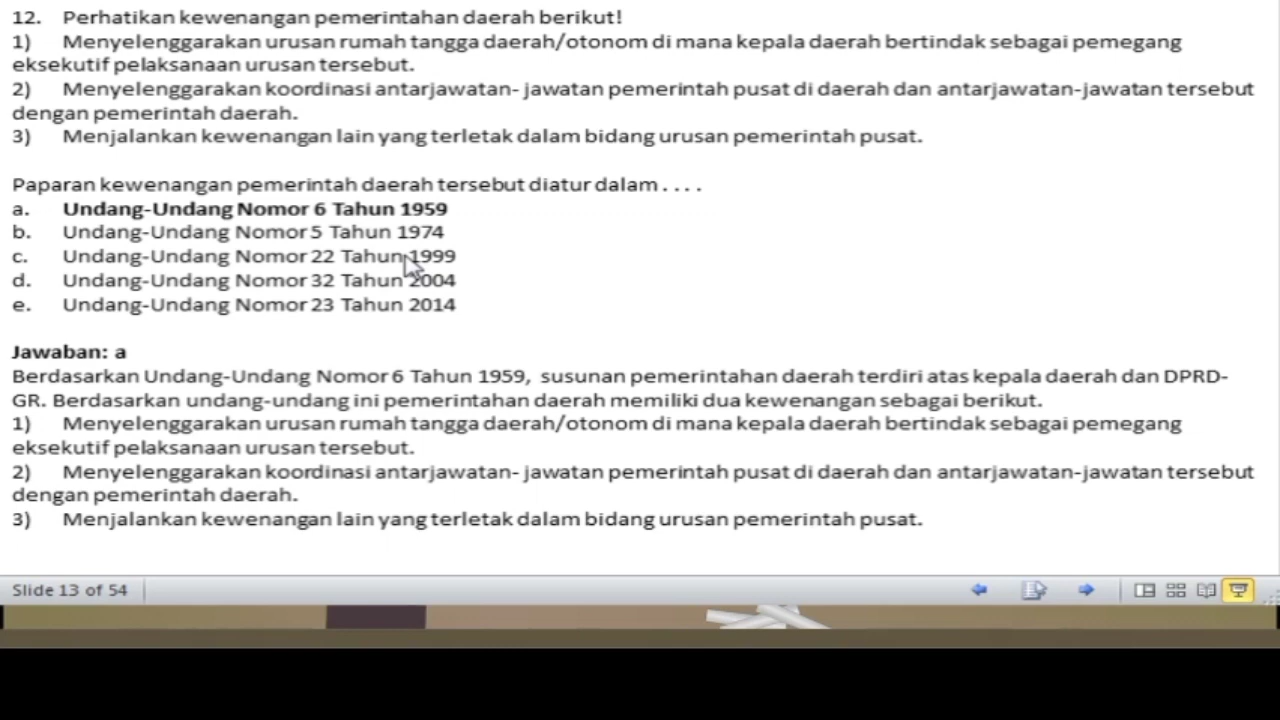 12. Perhatikan kewenangan pemerintahan daerah berikut!
1) Menyelenggarakan urusan rumah tangga daerah/otonom di mana kepala daerah bertindak sebagai pemegang
eksekutif pelaksanaan urusan tersebut.
2) Menyelenggarakan koordinasi antarjawatan- jawatan pemerintah pusat di daerah dan antarjawatan-jawatan tersebut
dengan pemerintah daerah.
3) Menjalankan kewenangan lain yang terletak dalam bidang urusan pemerintah pusat.
Paparan kewenangan pemerintah daerah tersebut diatur dalam . . . .
a. Undang-Undang Nomor 6 Tahun 1959
b. Undang-Undang Nomor 5 Tahun 1974
c. Undang-Undang Nomor 22 Tahun 1999
d. Undang-Undang Nomor 32 Tahun 2004
e. Undang-Undang Nomor 23 Tahun 2014
Jawaban: a
Berdasarkan Undang-Undang Nomor 6 Tahun 1959, susunan pemerintahan daerah terdiri atas kepala daerah dan DPRD-
GR. Berdasarkan undang-undang ini pemerintahan daerah memiliki dua kewenangan sebagai berikut.
1) Menyelenggarakan urusan rumah tangga daerah/otonom di mana kepala daerah bertindak sebagai pemegang
eksekutif pelaksanaan urusan tersebut.
2) Menyelenggarakan koordinasi antarjawatan- jawatan pemerintah pusat di daerah dan antarjawatan-jawatan tersebut
dengan pemerintah daerah.
3) Menjalankan kewenangan lain yang terletak dalam bidang urusan pemerintah pusat.
Slide 13 of 54